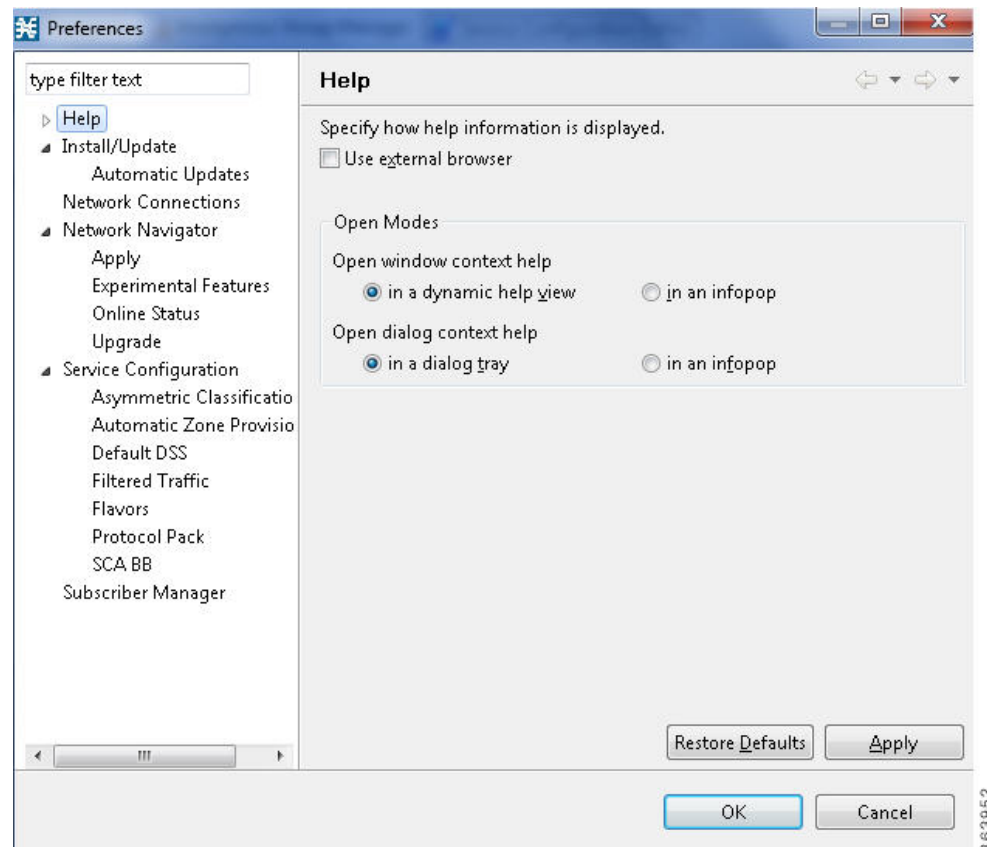 Preferences
type filter text
Help
Install/Update
Automatic Updates
Network Connections
Network Navigator
Apply
Experimental Features
Online Status
Upgrade
Service Configuration
Asymmetric Classificatio
Automatic Zone Provisio
Default DSS
Filtered Traffic
Flavors
Protocol Pack
SCA BB
Subscriber Manager
Help
Specify how help information is displayed.
Use external browser
Open Modes
Open window context help
in a dynamic help view in an infopop
Open dialog context help
in a dialog tray in an infopop
Restore Defaults Apply
OK Cancel
363952